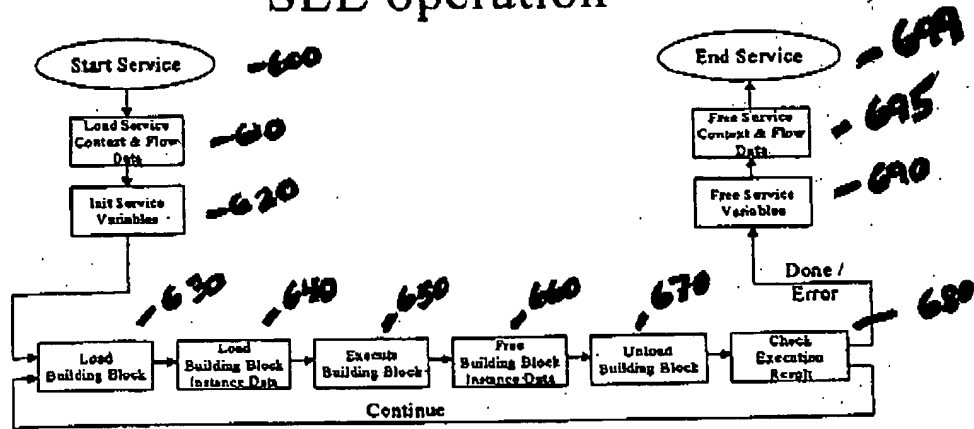 SLE operation
Start Service
-600
Load Service
Context & Flow
Data
-610
Init Service
Variables
-620
End Service
-699
Free Service
Context & Flow
Data
-695
Free Service
Variables
-690
Done /
Error
-630
-640
-650
-660
-670
-680
Load
Building Block
Load
Building Block
Instance Data
Execute
Building Block
Free
Building Block
Instance Data
Unload
Building Block
Check
Execution
Result
Continue